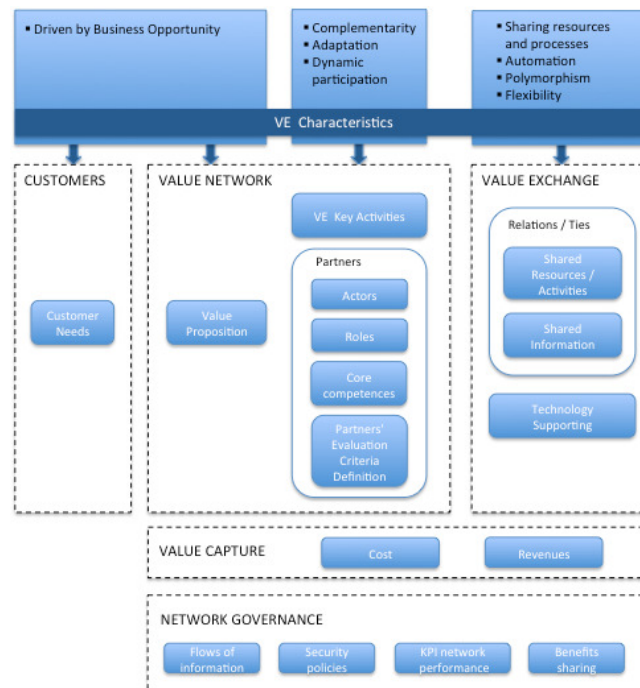 ▪ Driven by Business Opportunity
▪ Complementarity
▪ Adaptation
▪ Dynamic
participation
▪ Sharing resources
and processes
▪ Automation
▪ Polymorphism
▪ Flexibility
VE Characteristics
CUSTOMERS
Customer
Needs
VALUE NETWORK
Value
Proposition
VE Key Activities
Partners
Actors
Roles
Core
competences
Partners'
Evaluation
Criteria
Definition
VALUE EXCHANGE
Relations / Ties
Shared
Resources /
Activities
Shared
Information
Technology
Supporting
VALUE CAPTURE
Cost
Revenues
NETWORK GOVERNANCE
Flows of
information
Security
policies
KPI network
performance
Benefits
sharing